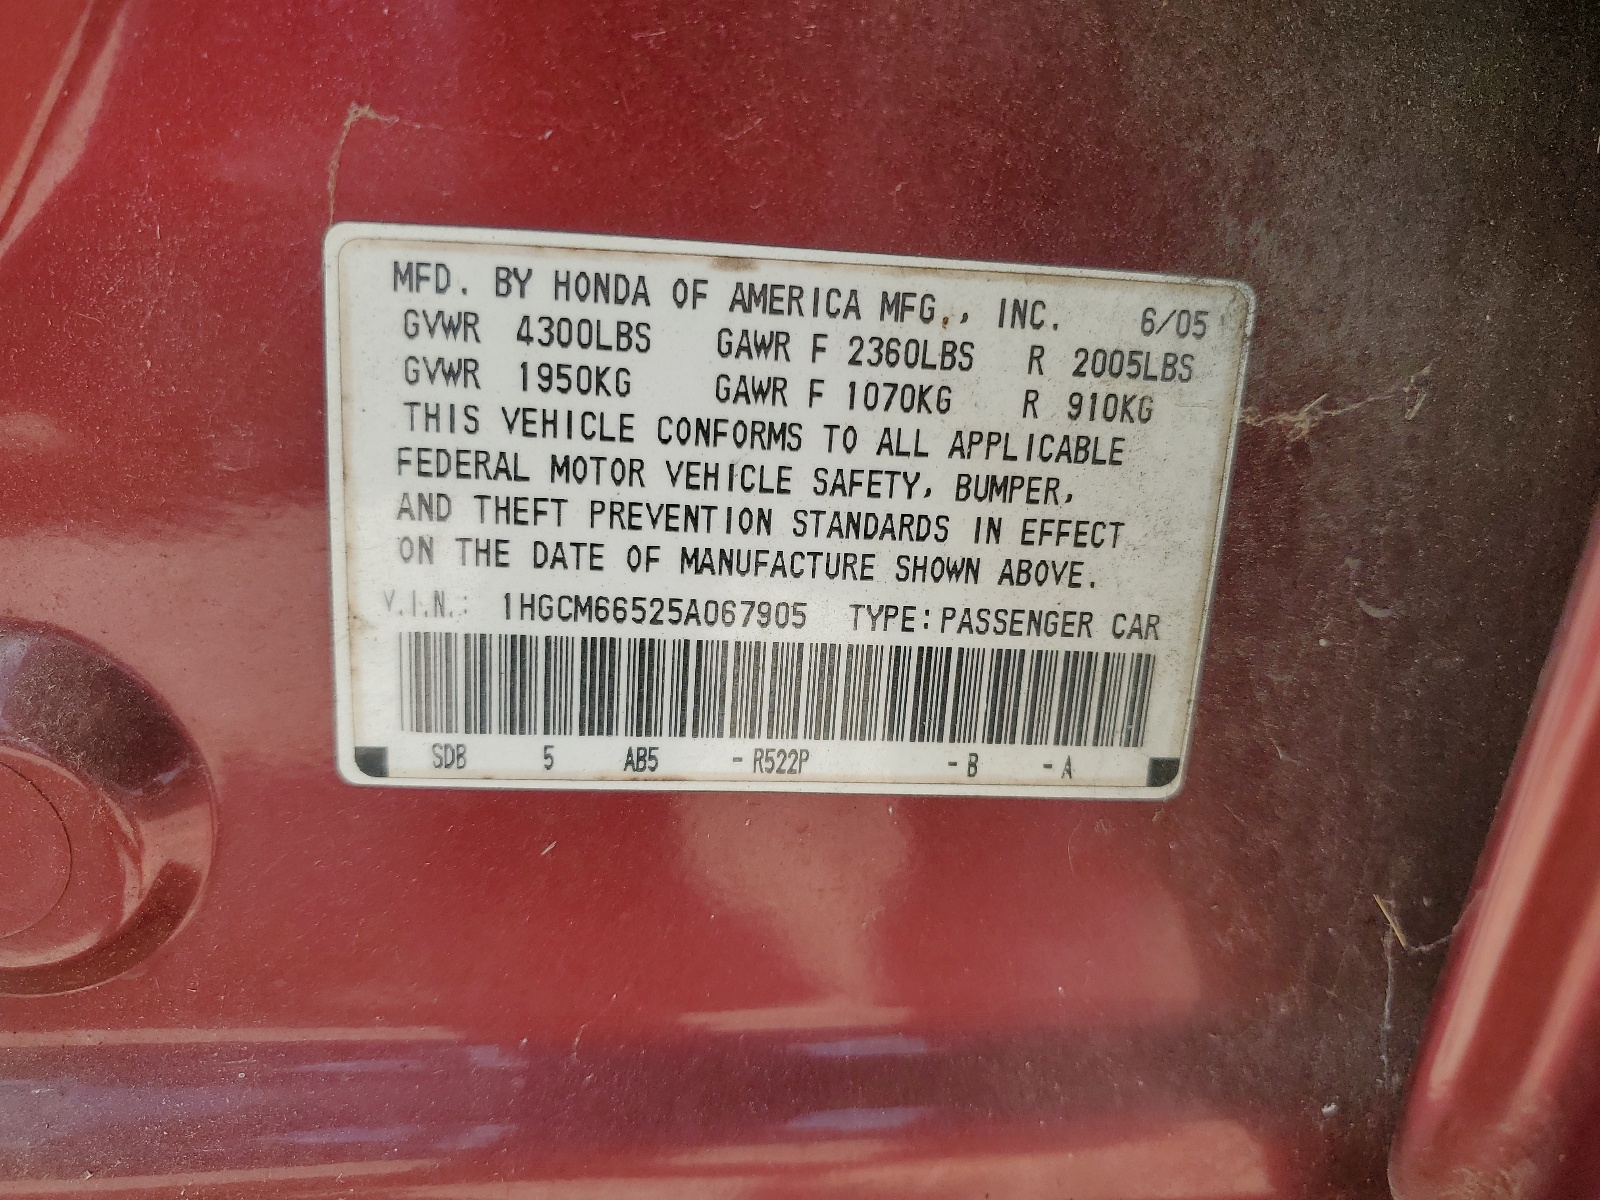 MFD. BY HONDA OF AMERICA MFG., INC. 6/05
GVWR 4300LBS GAWR F 2360LBS R 2005LBS
GVWR 1950KG GAWR F 1070KG R 910KG
THIS VEHICLE CONFORMS TO ALL APPLICABLE
FEDERAL MOTOR VEHICLE SAFETY, BUMPER,
AND THEFT PREVENTION STANDARDS IN EFFECT
ON THE DATE OF MANUFACTURE SHOWN ABOVE.
V.I.N.: 1HGCM66525A067905 TYPE: PASSENGER CAR
SDB 5 AB5 - R522P - B - A